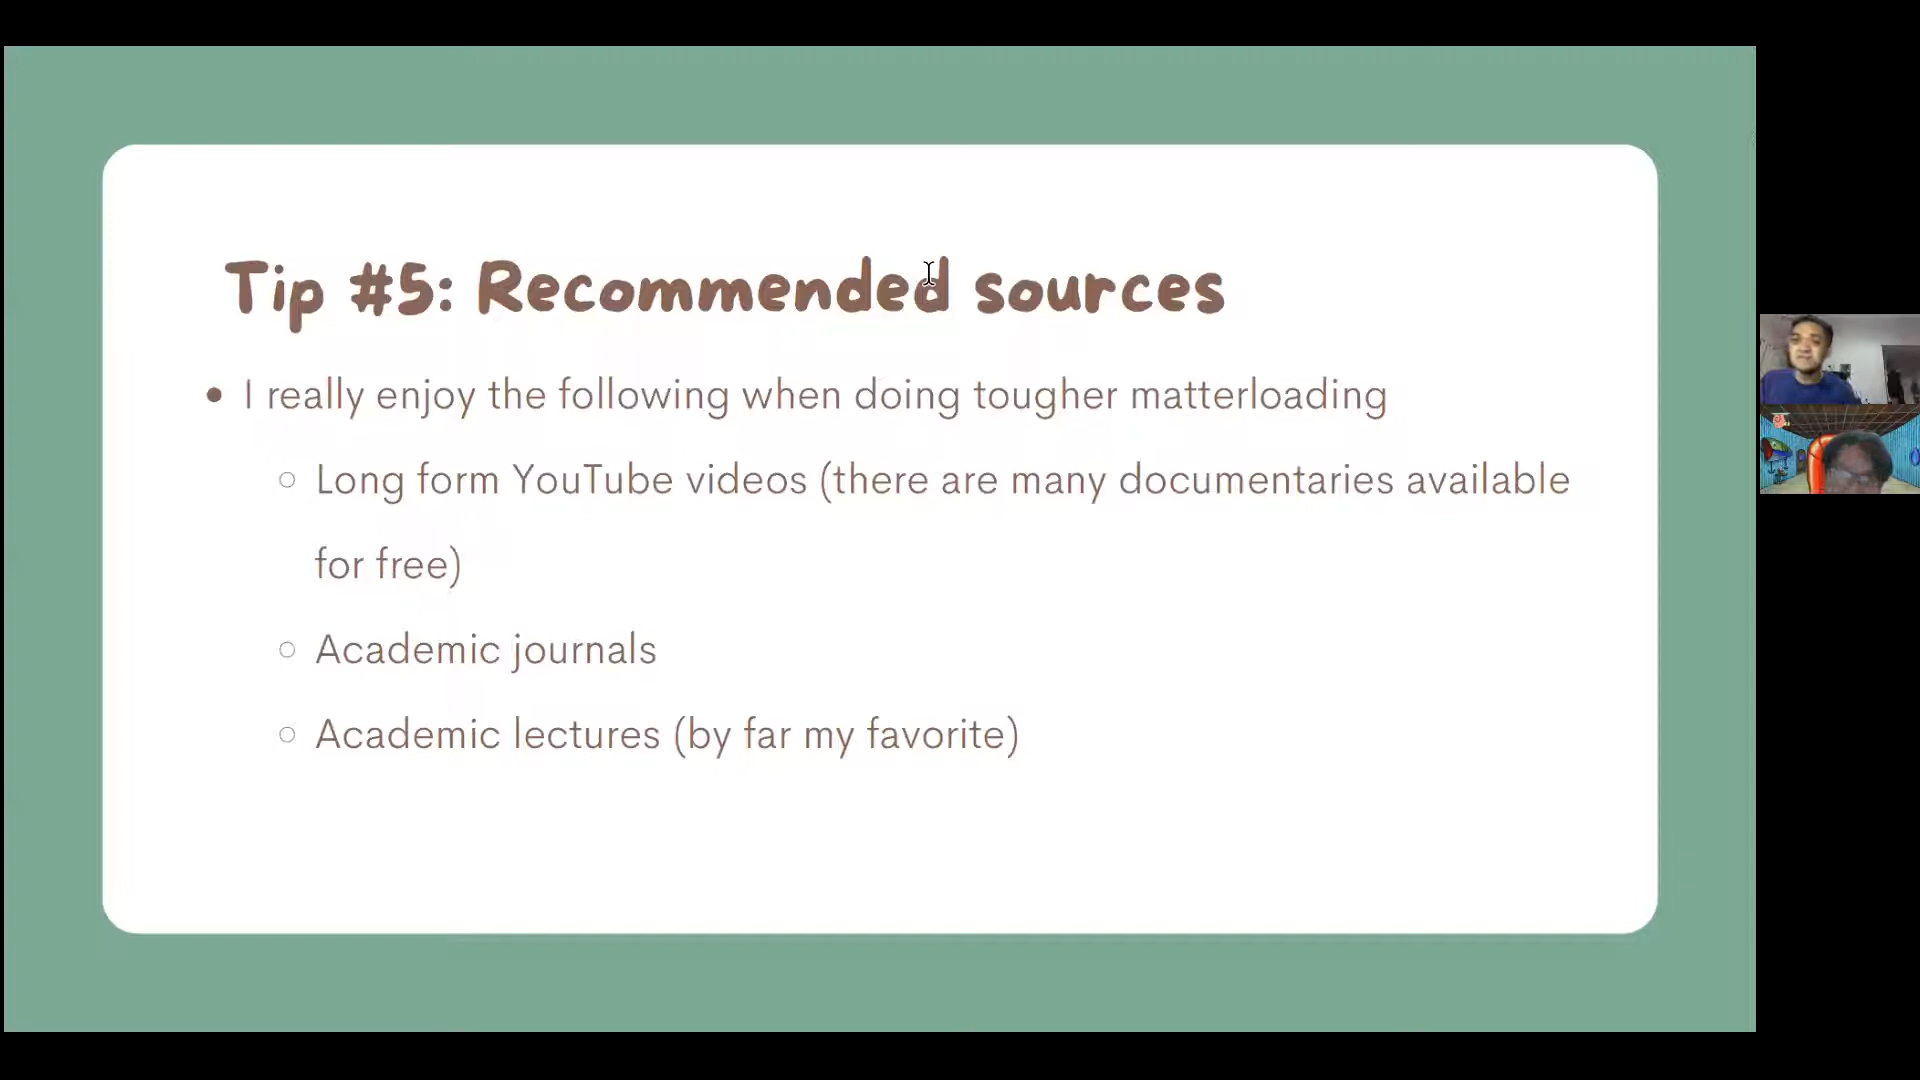 Tip #5: Recommended sources
• I really enjoy the following when doing tougher matterloading
○ Long form YouTube videos (there are many documentaries available
for free)
○ Academic journals
○ Academic lectures (by far my favorite)